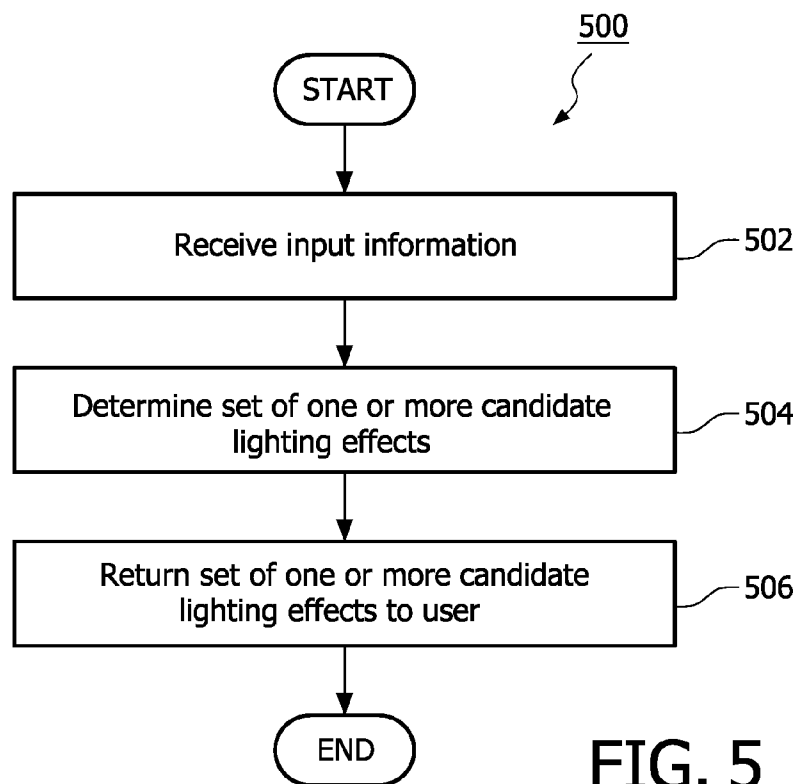 500
START
Receive input information
502
Determine set of one or more candidate
lighting effects
504
Return set of one or more candidate
lighting effects to user
506
END
FIG. 5